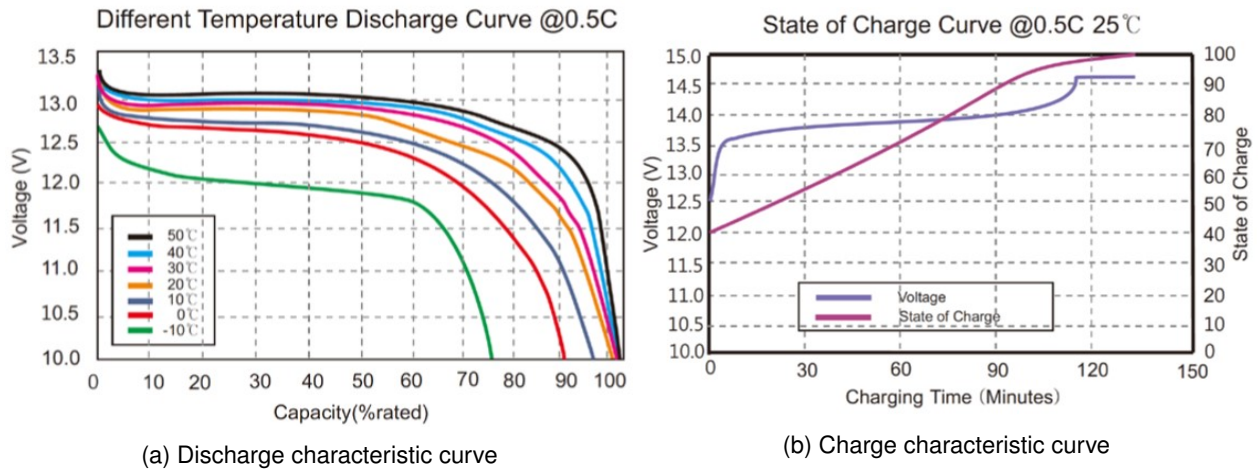 Different Temperature Discharge Curve @0.5C
13.5
13.0
12.5
12.0
11.5
11.0
10.5
10.0
Voltage (V)
50℃
40℃
30℃
20℃
10℃
0℃
-10℃
0 10 20 30 40 50 60 70 80 90 100
Capacity(%rated)
(a) Discharge characteristic curve
State of Charge Curve @0.5C 25℃
15.0
14.5
14.0
13.5
13.0
12.5
12.0
11.5
11.0
10.5
10.0
Voltage (V)
100
90
80
70
60
50
40
30
20
10
0
State of Charge
Voltage
State of Charge
0 30 60 90 120 150
Charging Time (Minutes)
(b) Charge characteristic curve